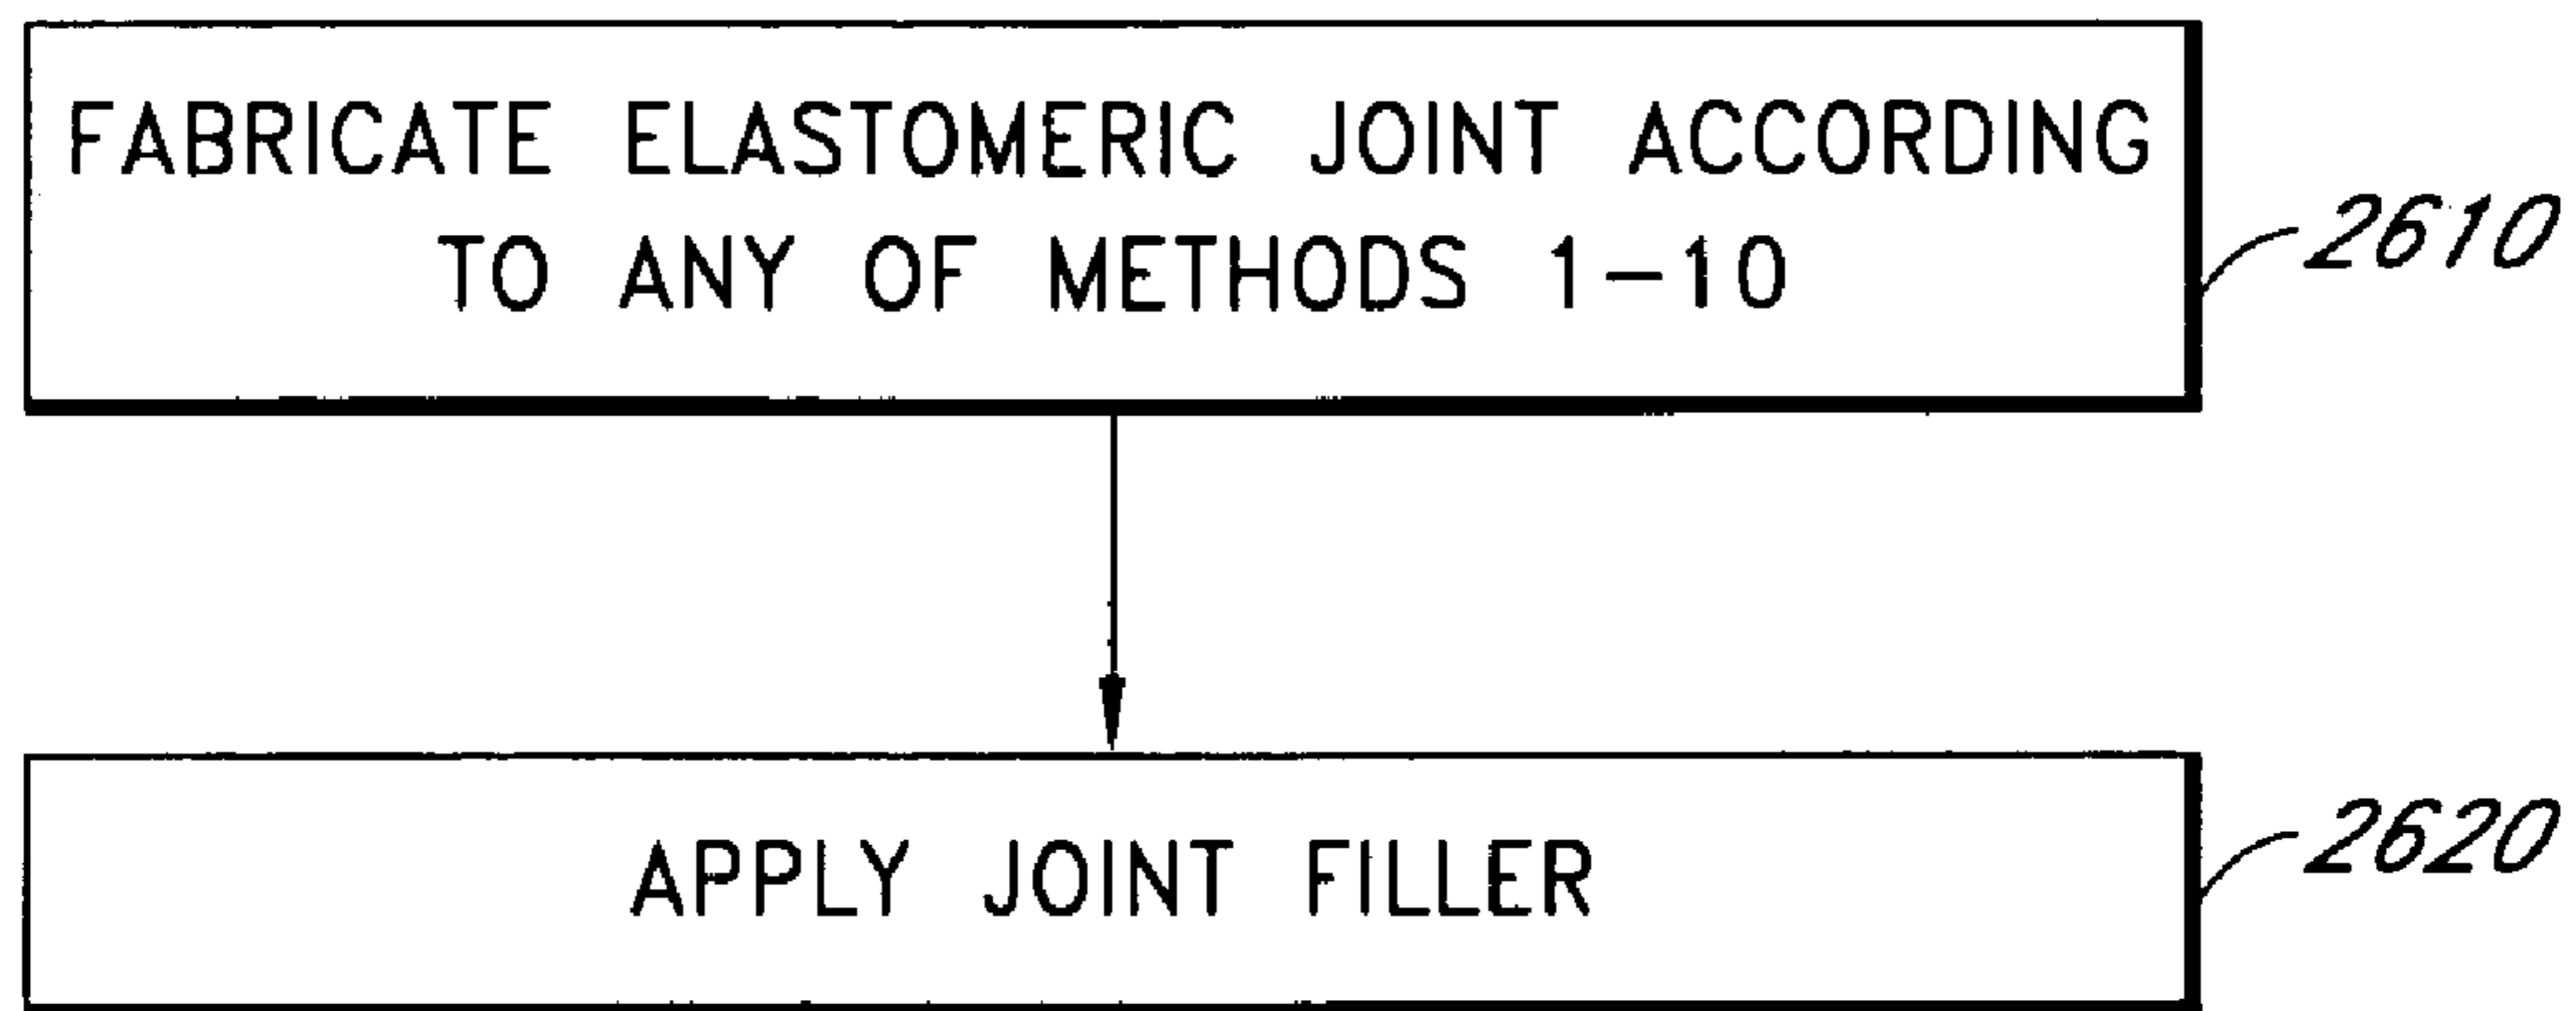 FABRICATE ELASTOMERIC JOINT ACCORDING
TO ANY OF METHODS 1-10
2610
APPLY JOINT FILLER
2620